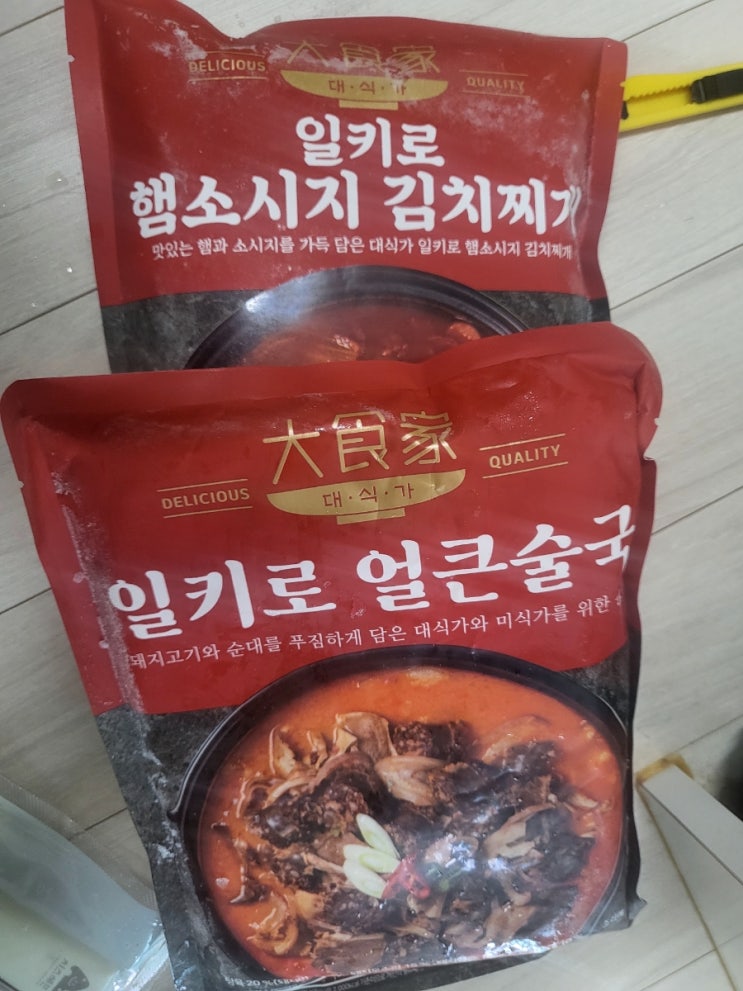 DELICIOUS
大食家
QUALITY
대·식·가
일키로
햄소시지 김치찌개
맛있는 햄과 소시지를 가득 담은 대식가 일키로 햄소시지 김치찌개
大食家
DELICIOUS
QUALITY
대·식·가
일키로 얼큰술국
돼지고기와 순대를 푸짐하게 담은 대식가와 미식가를 위한